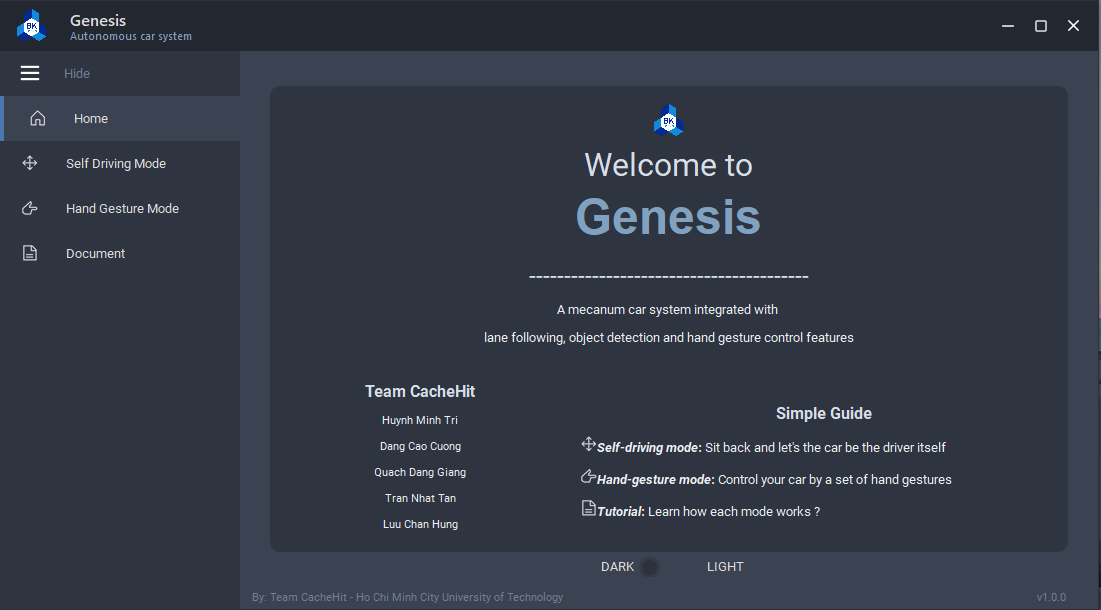 Genesis
Autonomous car system
Hide
Home
Self Driving Mode
Hand Gesture Mode
Document
BK
Welcome to
Genesis
----------------------------------------
A mecanum car system integrated with
lane following, object detection and hand gesture control features
Team CacheHit
Huynh Minh Tri
Dang Cao Cuong
Quach Dang Giang
Tran Nhat Tan
Luu Chan Hung
Simple Guide
Self-driving mode: Sit back and let's the car be the driver itself
Hand-gesture mode: Control your car by a set of hand gestures
Tutorial: Learn how each mode works ?
DARK LIGHT
By: Team CacheHit - Ho Chi Minh City University of Technology
v1.0.0